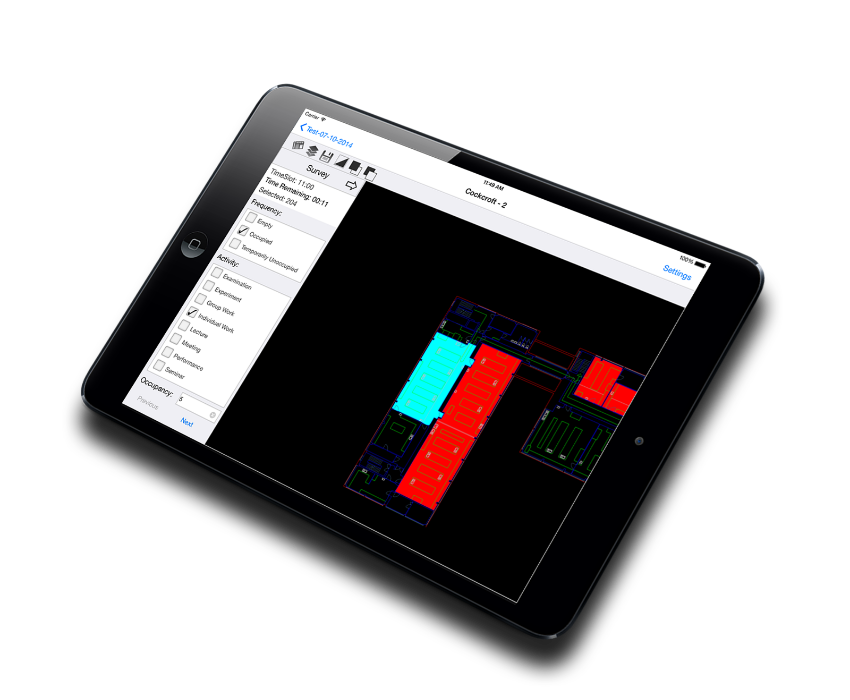 Carrier
11:49 AM
100%
Test-07-10-2014
Cockcroft - 2
Settings
Survey
TimeSlot: 11:00
Time Remaining: 00:11
Selected: 204
Frequency:
Empty
Occupied
Temporarily Unoccupied
Activity:
Examination
Experiment
Group Work
Individual Work
Lecture
Meeting
Performance
Seminar
Occupancy:
5
Previous
Next